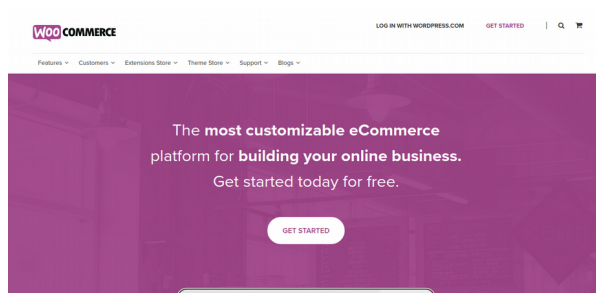 WOO COMMERCE
LOG IN WITH WORDPRESS.COM GET STARTED
Features Customers Extensions Store Theme Store Support Blogs
The most customizable eCommerce
platform for building your online business.
Get started today for free.
GET STARTED